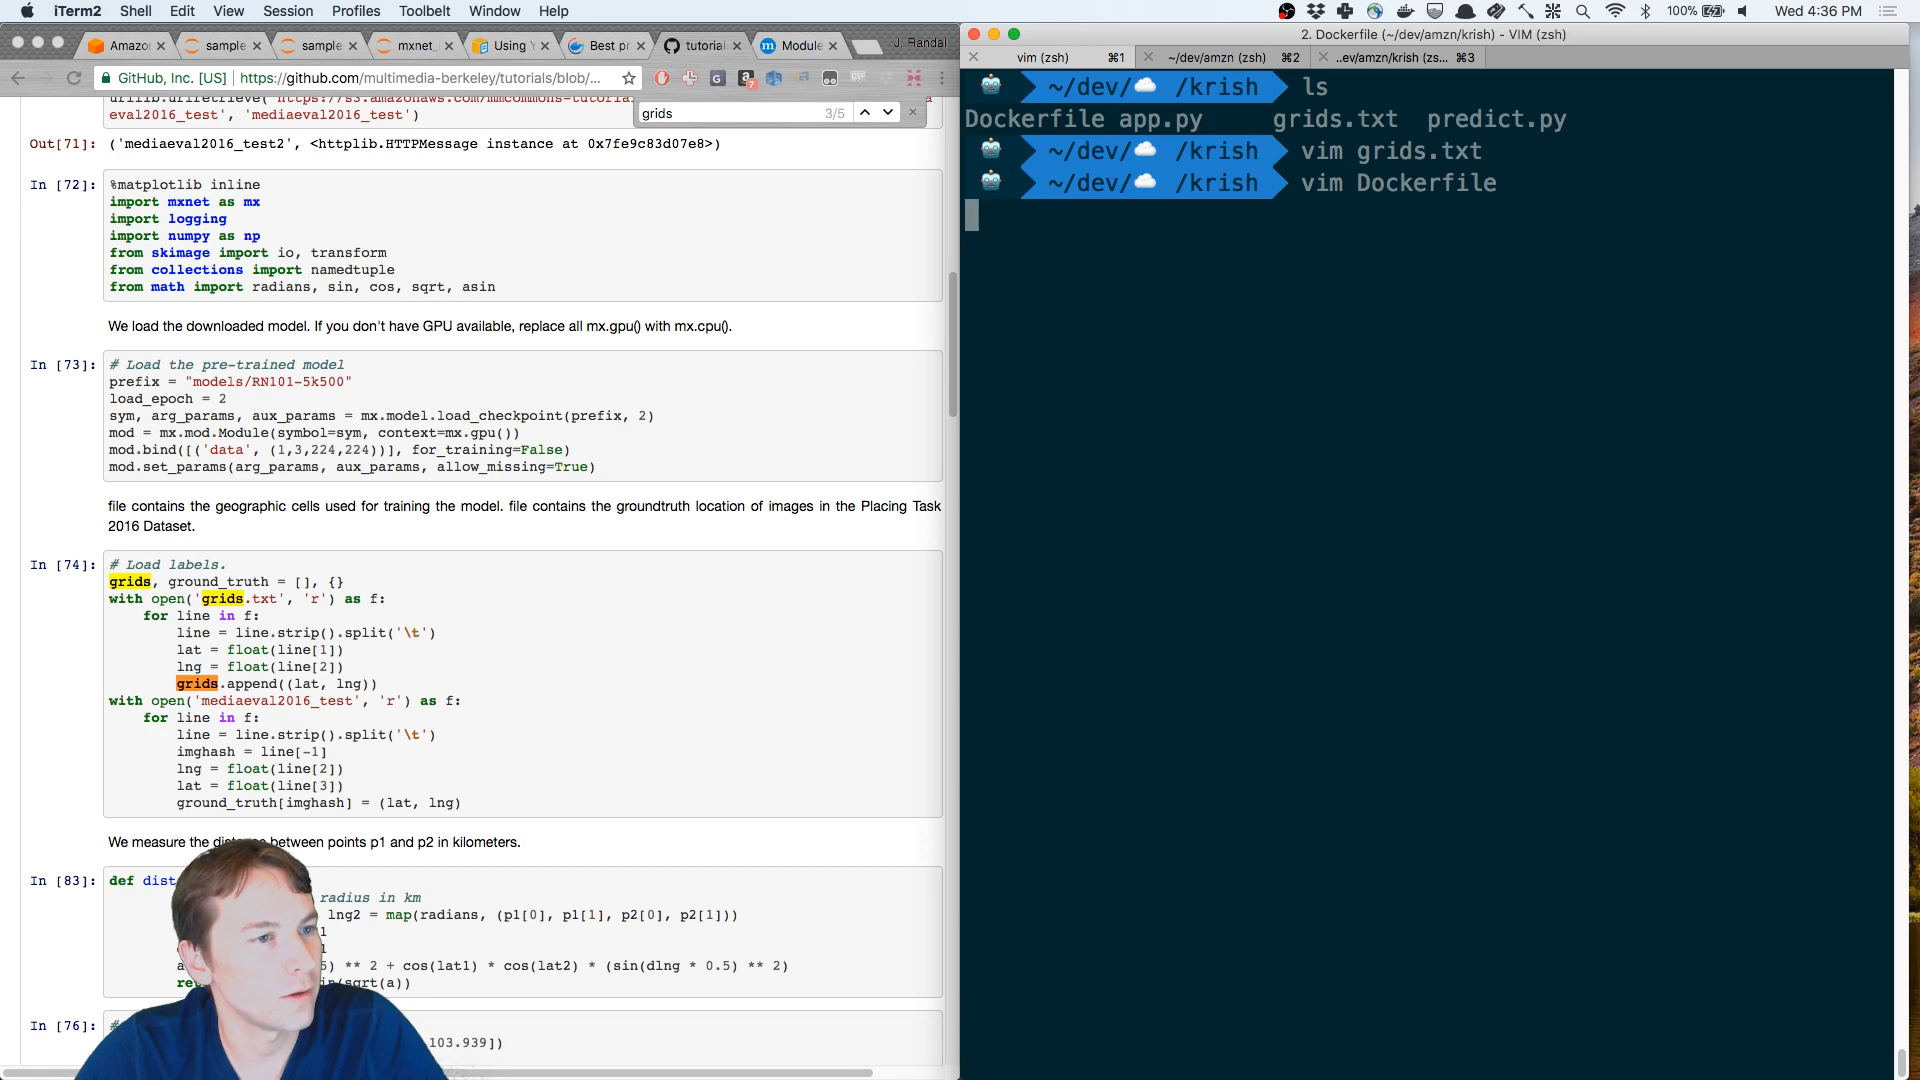 iTerm2 Shell Edit View Session Profiles Toolbelt Window Help 100% Wed 4:36 PM
Amazon sample sample mxnet_ Using Y Best pr tutorial Module J. Randal
GitHub, Inc. [US] https://github.com/multimedia-berkeley/tutorials/blob/...
grids 3/5
eval2016_test', 'mediaeval2016_test')
Out[71]: ('mediaeval2016_test2', <httplib.HTTPMessage instance at 0x7fe9c83d07e8>)
In [72]: %matplotlib inline
import mxnet as mx
import logging
import numpy as np
from skimage import io, transform
from collections import namedtuple
from math import radians, sin, cos, sqrt, asin
We load the downloaded model. If you don't have GPU available, replace all mx.gpu() with mx.cpu().
In [73]: # Load the pre-trained model
prefix = "models/RN101-5k500"
load_epoch = 2
sym, arg_params, aux_params = mx.model.load_checkpoint(prefix, 2)
mod = mx.mod.Module(symbol=sym, context=mx.gpu())
mod.bind([('data', (1,3,224,224))], for_training=False)
mod.set_params(arg_params, aux_params, allow_missing=True)
file contains the geographic cells used for training the model. file contains the groundtruth location of images in the Placing Task
2016 Dataset.
In [74]: # Load labels.
grids, ground_truth = [], {}
with open('grids.txt', 'r') as f:
for line in f:
line = line.strip().split('\t')
lat = float(line[1])
lng = float(line[2])
grids.append((lat, lng))
with open('mediaeval2016_test', 'r') as f:
for line in f:
line = line.strip().split('\t')
imghash = line[-1]
lng = float(line[2])
lat = float(line[3])
ground_truth[imghash] = (lat, lng)
We measure the distance between points p1 and p2 in kilometers.
In [83]: def dist
radius in km
lng2 = map(radians, (p1[0], p1[1], p2[0], p2[1]))
1
1
a 5) ** 2 + cos(lat1) * cos(lat2) * (sin(dlng * 0.5) ** 2)
re in(sqrt(a))
In [76]: #
103.939])
2. Dockerfile (~/dev/amzn/krish) - VIM (zsh)
vim (zsh) ⌘1 ~/dev/amzn (zsh) ⌘2 ..ev/amzn/krish (zs... ⌘3
~/dev/☁️ /krish ls
Dockerfile app.py grids.txt predict.py
~/dev/☁️ /krish vim grids.txt
~/dev/☁️ /krish vim Dockerfile